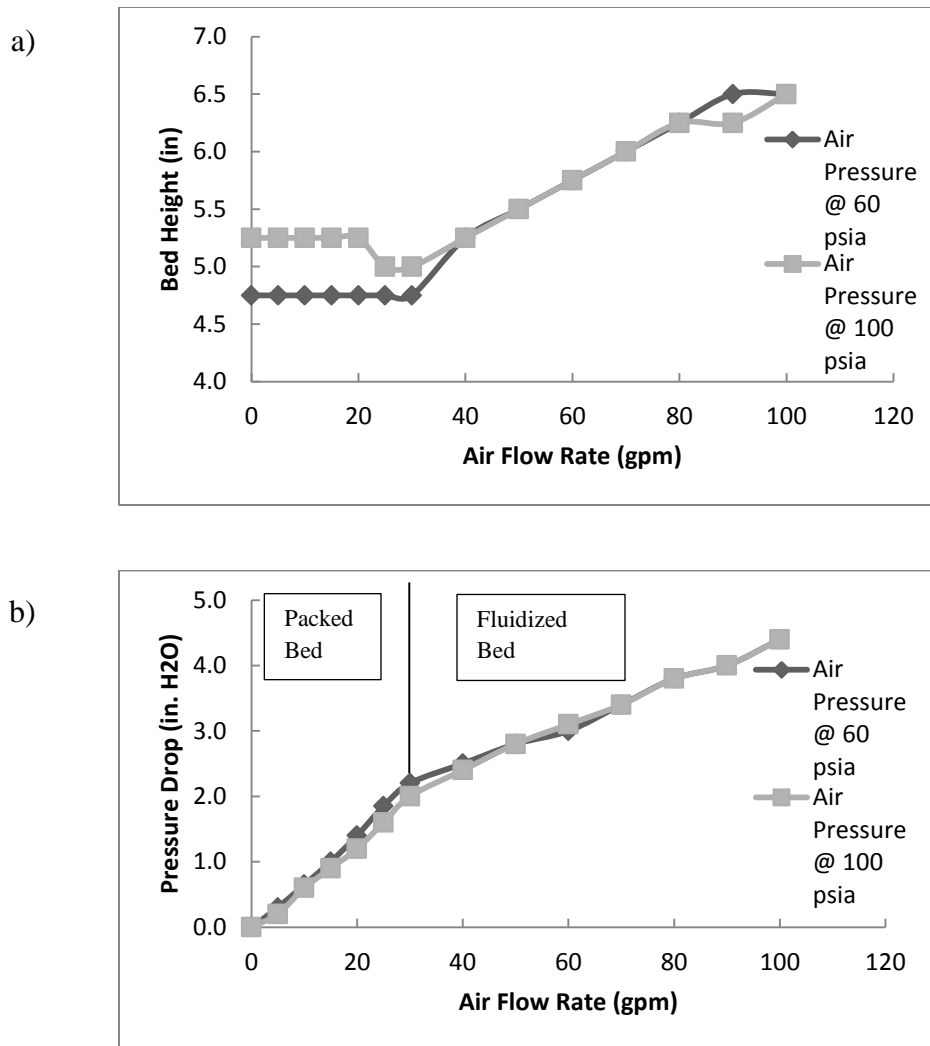 a)
7.0
6.5
6.0
5.5
5.0
4.5
4.0
Bed Height (in)
0 20 40 60 80 100 120
Air Flow Rate (gpm)
Air
Pressure
@ 60
psia
Air
Pressure
@ 100
psia
b)
5.0
4.0
3.0
2.0
1.0
0.0
Pressure Drop (in. H2O)
Packed
Bed
Fluidized
Bed
0 20 40 60 80 100 120
Air Flow Rate (gpm)
Air
Pressure
@ 60
psia
Air
Pressure
@ 100
psia